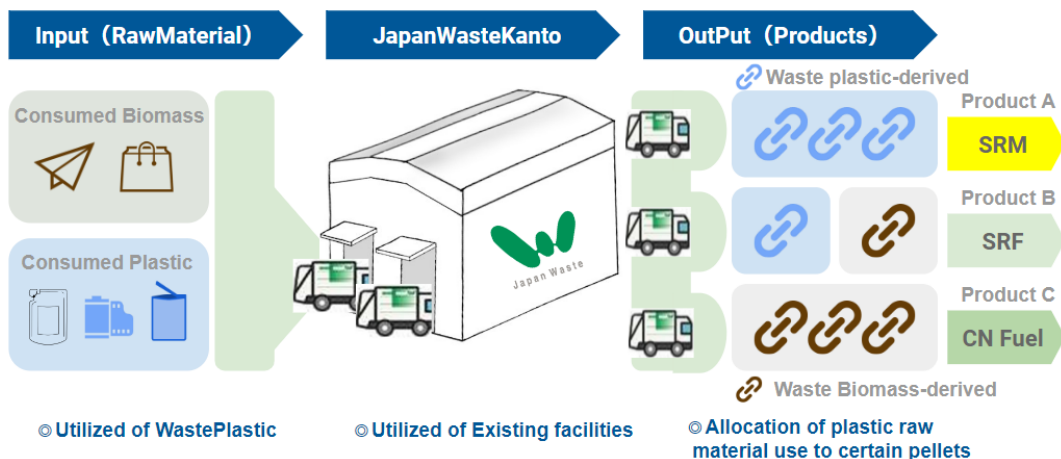 Input（RawMaterial）
JapanWasteKanto
OutPut（Products）
Consumed Biomass
Consumed Plastic
Japan Waste
Waste plastic-derived
Product A
SRM
Product B
SRF
Product C
CN Fuel
Waste Biomass-derived
◎ Utilized of WastePlastic
◎ Utilized of Existing facilities
◎ Allocation of plastic raw
material use to certain pellets